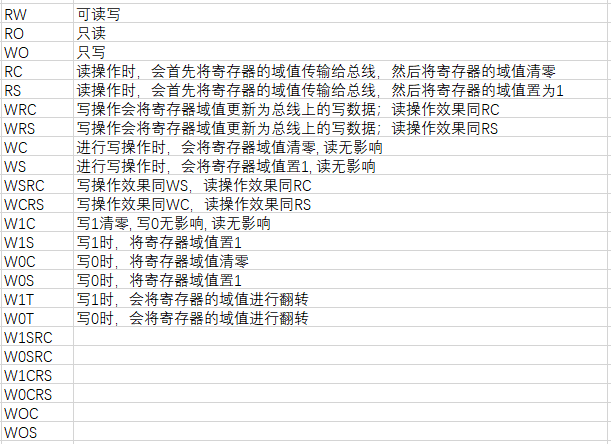 RW 可读写
RO 只读
WO 只写
RC 读操作时，会首先将寄存器的域值传输给总线，然后将寄存器的域值清零
RS 读操作时，会首先将寄存器的域值传输给总线，然后将寄存器的域值置为1
WRC 写操作会将寄存器域值更新为总线上的写数据；读操作效果同RC
WRS 写操作会将寄存器域值更新为总线上的写数据；读操作效果同RS
WC 进行写操作时，会将寄存器域值清零, 读无影响
WS 进行写操作时，会将寄存器域值置1, 读无影响
WSRC 写操作效果同WS，读操作效果同RC
WCRS 写操作效果同WC，读操作效果同RS
W1C 写1清零, 写0无影响, 读无影响
W1S 写1时，将寄存器域值置1
W0C 写0时，将寄存器域值清零
W0S 写0时，将寄存器域值置1
W1T 写1时，会将寄存器的域值进行翻转
W0T 写0时，会将寄存器的域值进行翻转
W1SRC
W0SRC
W1CRS
W0CRS
WOC
WOS